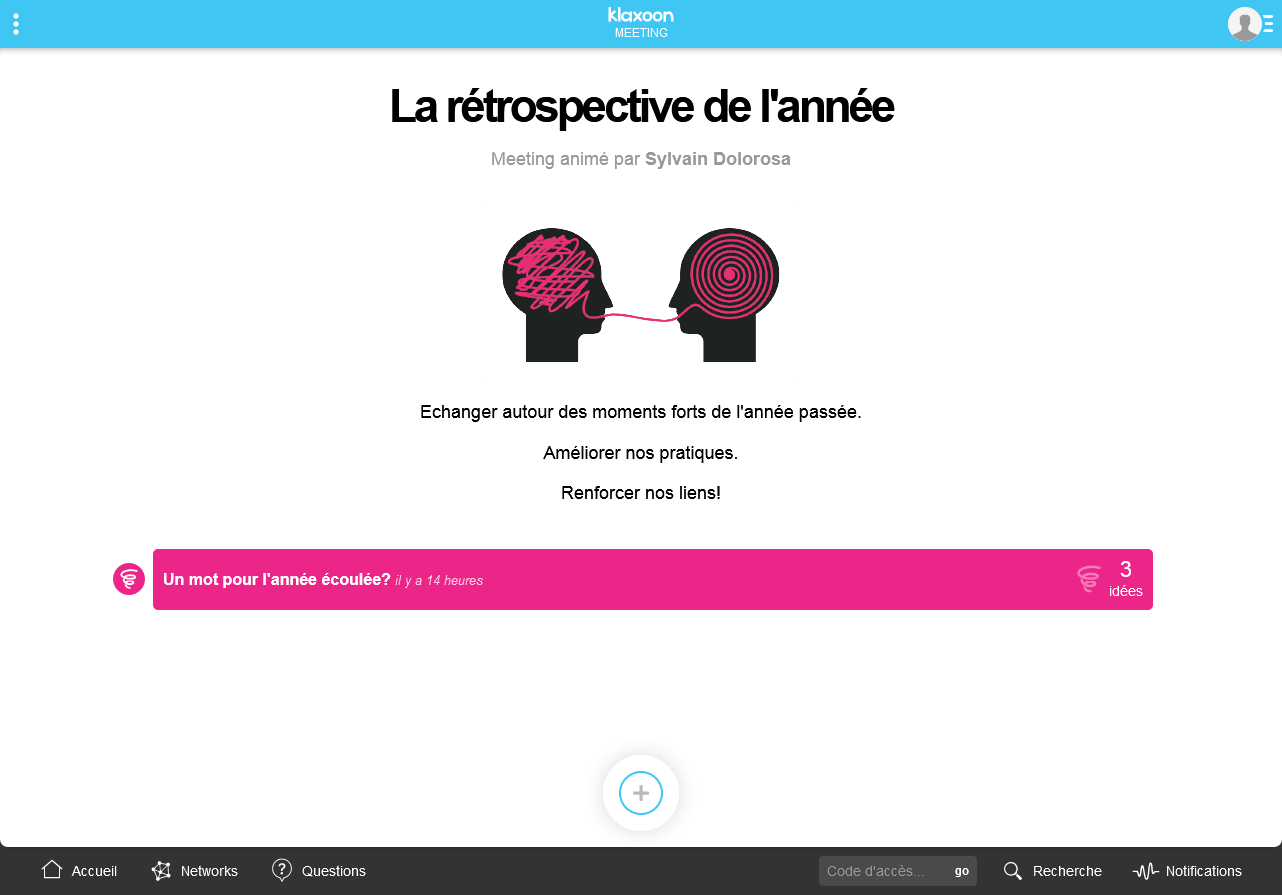 klaxoon
MEETING
La rétrospective de l'année
Meeting animé par Sylvain Dolorosa
Echanger autour des moments forts de l'année passée.
Améliorer nos pratiques.
Renforcer nos liens!
Un mot pour l'année écoulée? il y a 14 heures
3
idées
Accueil
Networks
Questions
Code d'accès...
go
Recherche
Notifications